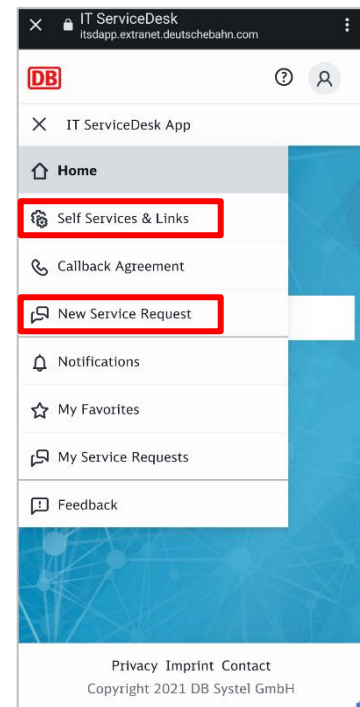 IT ServiceDesk
itsdapp.extranet.deutschebahn.com
DB
IT ServiceDesk App
Home
Self Services & Links
Callback Agreement
New Service Request
Notifications
My Favorites
My Service Requests
Feedback
Privacy Imprint Contact
Copyright 2021 DB Systel GmbH